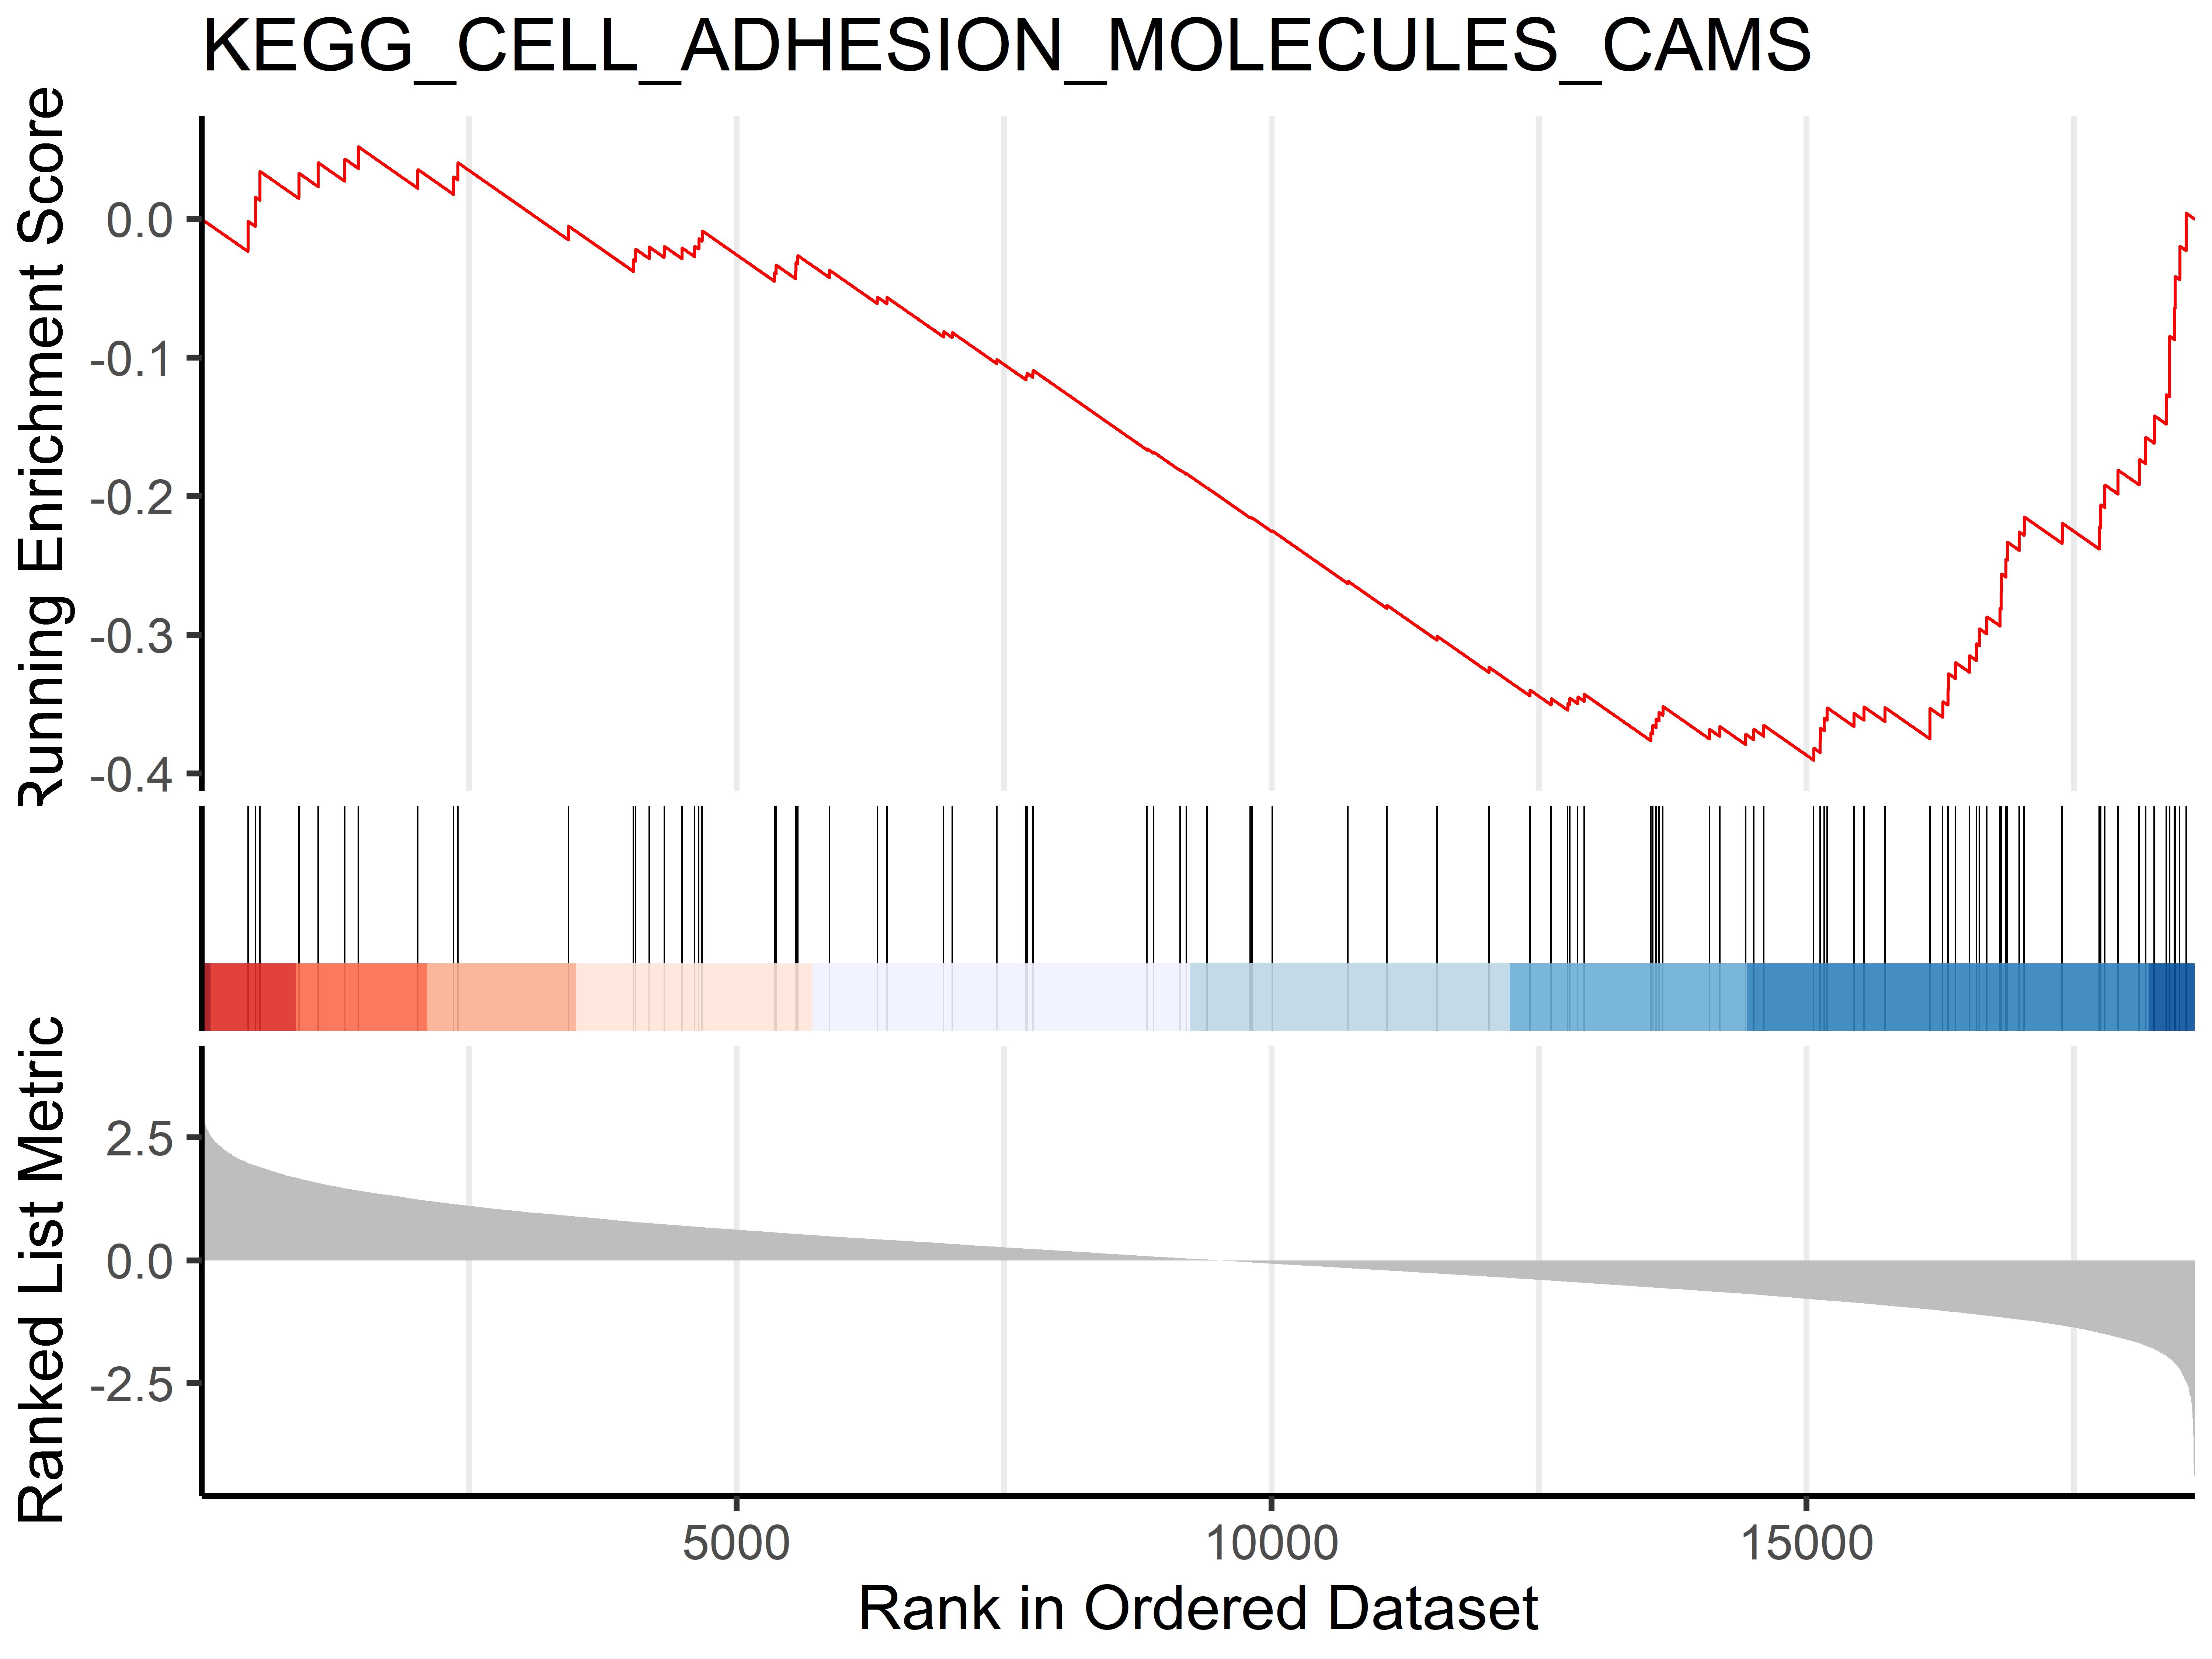 KEGG_CELL_ADHESION_MOLECULES_CAMS
Running Enrichment Score
0.0
-0.1
-0.2
-0.3
-0.4
Ranked List Metric
2.5
0.0
-2.5
5000 10000 15000
Rank in Ordered Dataset